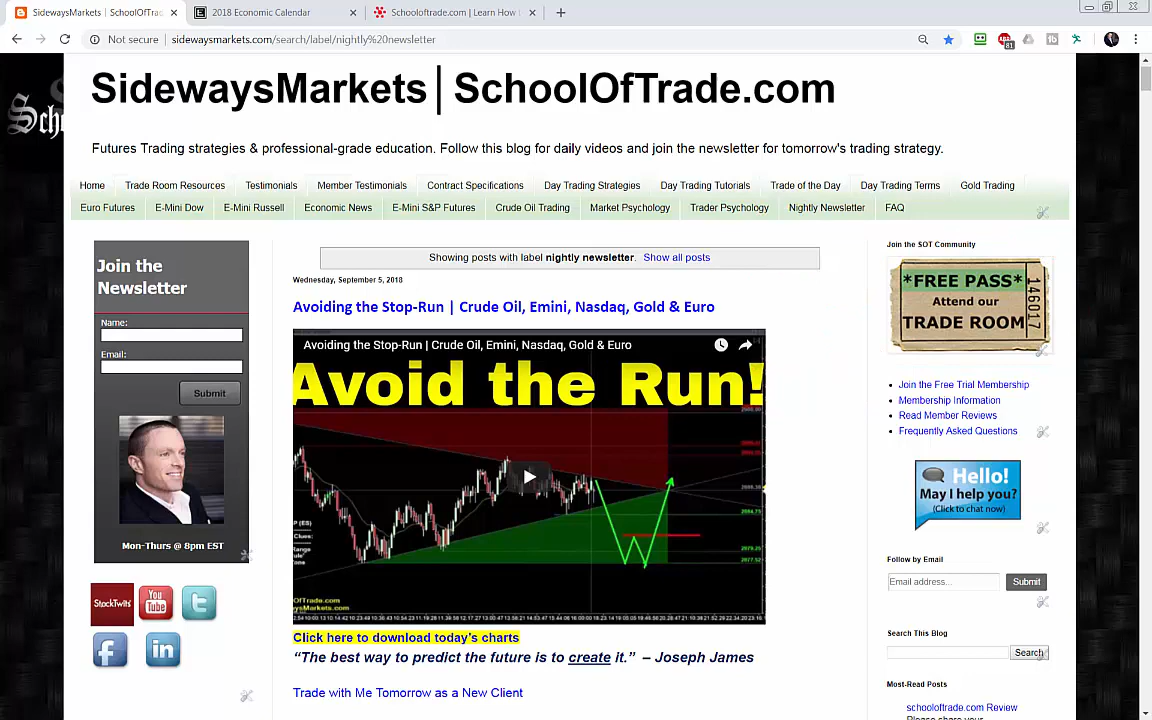 SidewaysMarkets | SchoolOfTrad
2018 Economic Calendar
Schooloftrade.com | Learn How
Not secure
sidewaysmarkets.com/search/label/nightly%20newsletter
81
SidewaysMarkets│SchoolOfTrade.com
Futures Trading strategies & professional-grade education. Follow this blog for daily videos and join the newsletter for tomorrow's trading strategy.
Home Trade Room Resources Testimonials Member Testimonials Contract Specifications Day Trading Strategies Day Trading Tutorials Trade of the Day Day Trading Terms Gold Trading
Euro Futures E-Mini Dow E-Mini Russell Economic News E-Mini S&P Futures Crude Oil Trading Market Psychology Trader Psychology Nightly Newsletter FAQ
Join the
Newsletter
Name:
Email:
Submit
Mon-Thurs @ 8pm EST
StockTwits
You
Tube
Showing posts with label nightly newsletter. Show all posts
Wednesday, September 5, 2018
Avoiding the Stop-Run | Crude Oil, Emini, Nasdaq, Gold & Euro
Avoiding the Stop-Run | Crude Oil, Emini, Nasdaq, Gold & Euro
Avoid the Run!
Click here to download today's charts
“The best way to predict the future is to create it.” – Joseph James
Trade with Me Tomorrow as a New Client
Join the SOT Community
*FREE PASS*
Attend our
TRADE ROOM
146017
Join the Free Trial Membership
Membership Information
Read Member Reviews
Frequently Asked Questions
Hello!
May I help you?
(Click to chat now)
Follow by Email
Email address...
Submit
Search This Blog
Search
Most-Read Posts
schooloftrade.com Review
Please share your